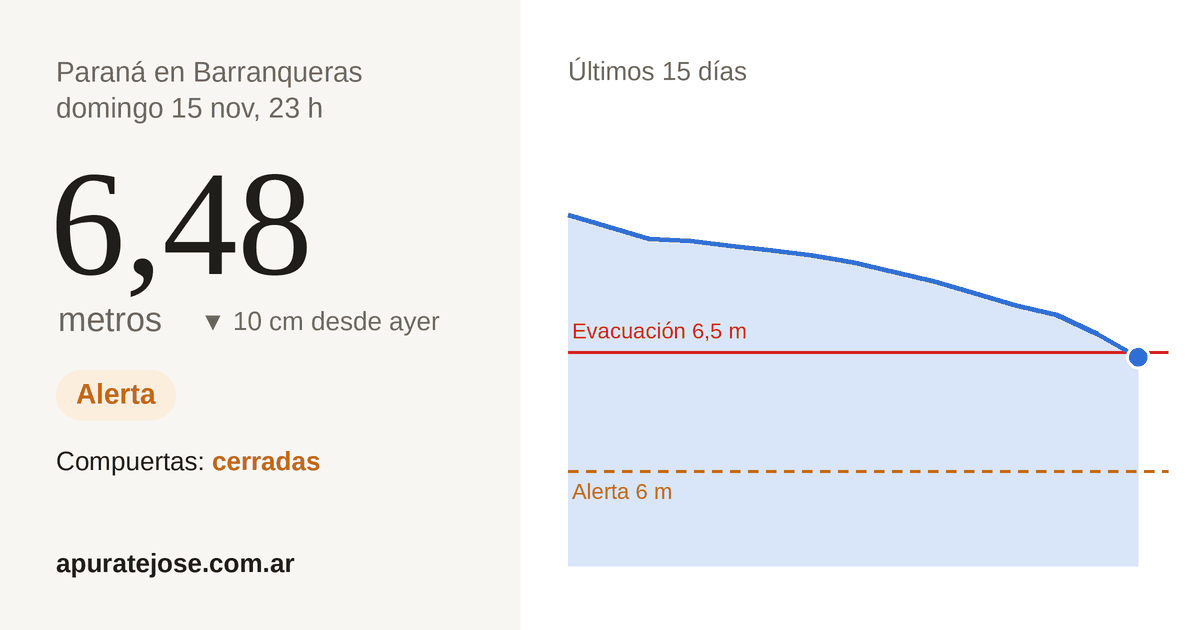 Paraná en Barranqueras
domingo 15 nov, 23 h
6,48
metros ▼ 10 cm desde ayer
Alerta
Compuertas: cerradas
apuratejose.com.ar
Últimos 15 días
Evacuación 6,5 m
Alerta 6 m